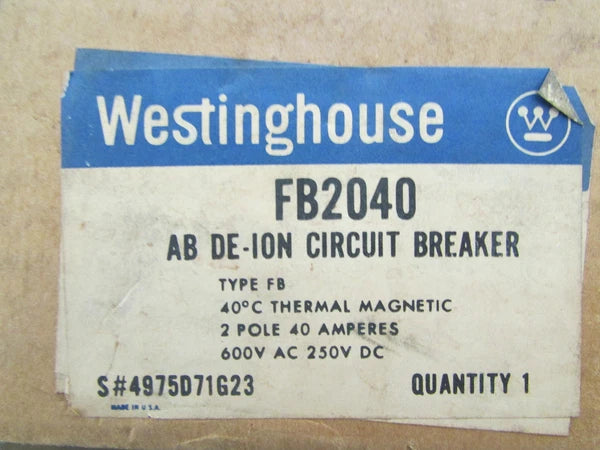 Westinghouse
FB2040
AB DE-ION CIRCUIT BREAKER
TYPE FB
40°C THERMAL MAGNETIC
2 POLE 40 AMPERES
600V AC 250V DC
S#4975D71G23 QUANTITY 1
MADE IN U.S.A.